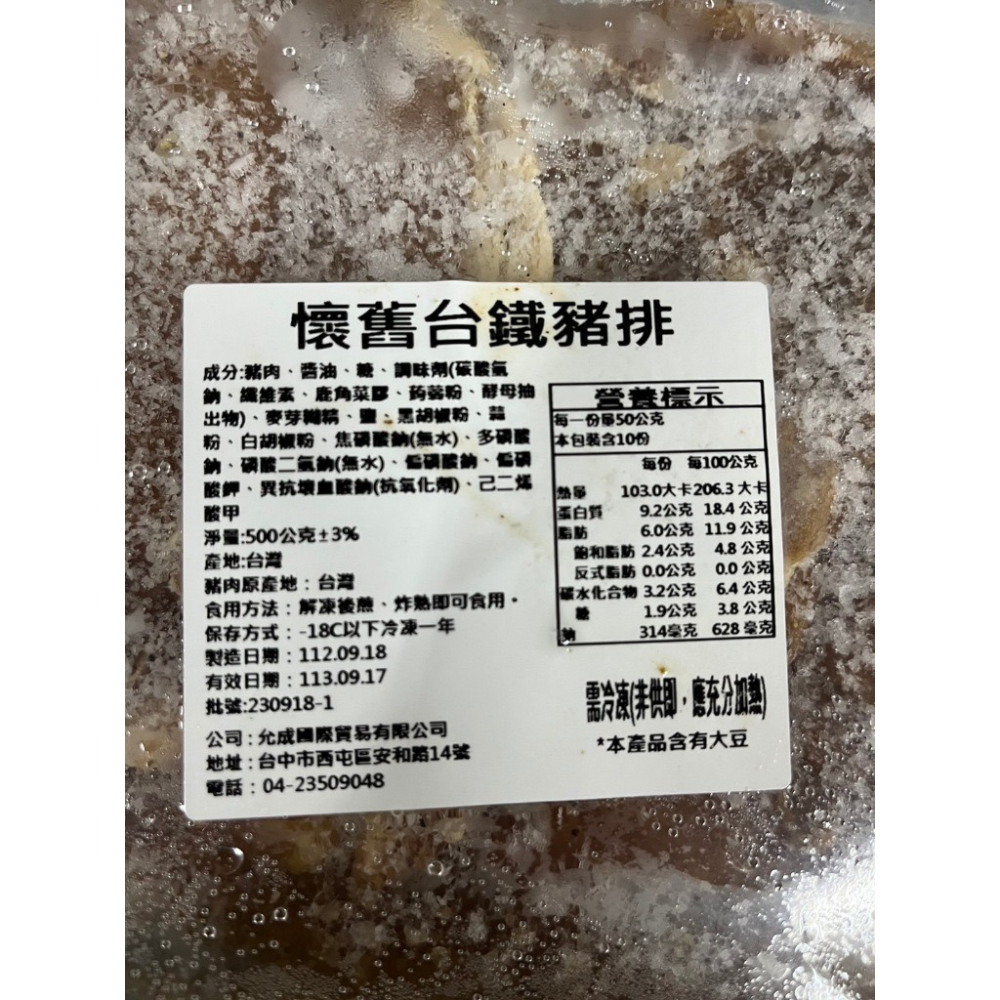 懷舊台鐵豬排
成分:豬肉、醬油、糖、調味劑(碳酸氫
鈉、纖維素、鹿角菜膠、蒟蒻粉、酵母抽
出物)、麥芽糊精、鹽、黑胡椒粉、蒜
粉、白胡椒粉、焦磷酸鈉(無水)、多磷酸
鈉、磷酸二氫鈉(無水)、偏磷酸鈉、偏磷
酸鉀、異抗壞血酸鈉(抗氧化劑)、己二烯
酸甲
淨量:500公克±3%
產地:台灣
豬肉原產地：台灣
食用方法：解凍後煎、炸熟即可食用。
保存方式：-18C以下冷凍一年
製造日期：112.09.18
有效日期：113.09.17
批號:230918-1
公司：允成國際貿易有限公司
地址：台中市西屯區安和路14號
電話：04-23509048
營養標示
每一份量50公克
本包裝含10份
每份 每100公克
熱量 103.0大卡 206.3 大卡
蛋白質 9.2公克 18.4 公克
脂肪 6.0公克 11.9 公克
飽和脂肪 2.4公克 4.8 公克
反式脂肪 0.0公克 0.0 公克
碳水化合物 3.2公克 6.4 公克
糖 1.9公克 3.8 公克
鈉 314毫克 628 毫克
需冷凍(非供即，應充分加熱)
*本產品含有大豆